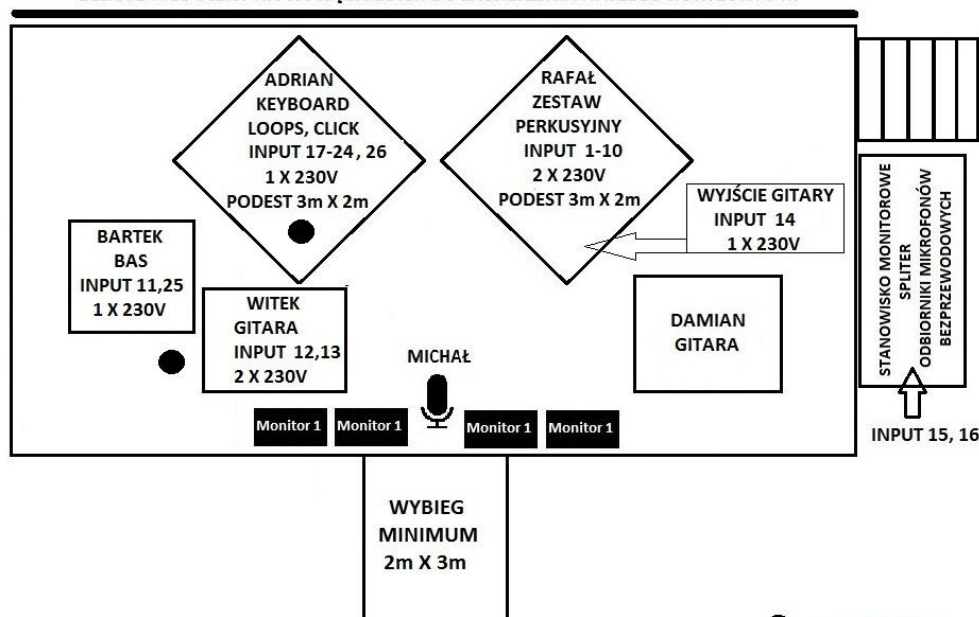 ADRIAN
KEYBOARD
LOOPS, CLICK
INPUT 17-24 , 26
1 X 230V
PODEST 3m X 2m
RAFAŁ
ZESTAW
PERKUSYJNY
INPUT 1-10
2 X 230V
PODEST 3m X 2m
WYJŚCIE GITARY
INPUT 14
1 X 230V
BARTEK
BAS
INPUT 11,25
1 X 230V
WITEK
GITARA
INPUT 12,13
2 X 230V
MICHAŁ
DAMIAN
GITARA
STANOWISKO MONITOROWE
SPLITER
ODBIORNIKI MIKROFONÓW
BEZPRZEWODOWYCH
Monitor 1
Monitor 1
Monitor 1
Monitor 1
INPUT 15, 16
WYBIEG
MINIMUM
2m X 3m